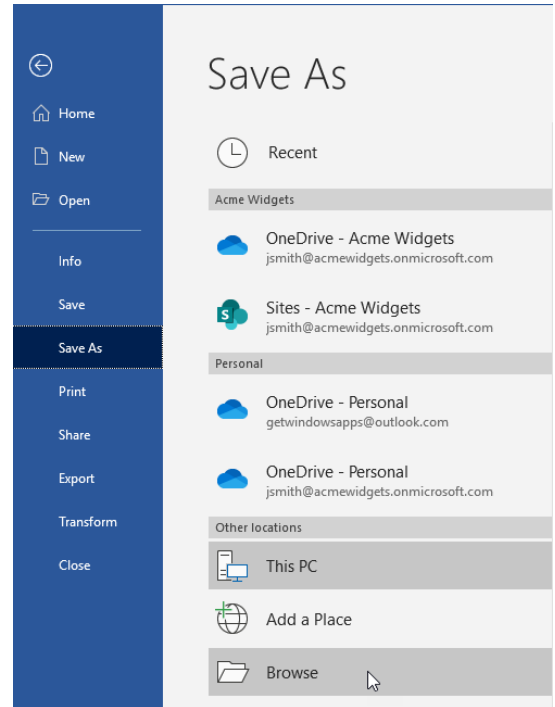 Save As
Home
New
Open
Info
Save
Save As
Print
Share
Export
Transform
Close
Recent
Acme Widgets
OneDrive - Acme Widgets
jsmith@acmewidgets.onmicrosoft.com
S
Sites - Acme Widgets
jsmith@acmewidgets.onmicrosoft.com
Personal
OneDrive - Personal
getwindowsapps@outlook.com
OneDrive - Personal
jsmith@acmewidgets.onmicrosoft.com
Other locations
This PC
Add a Place
Browse